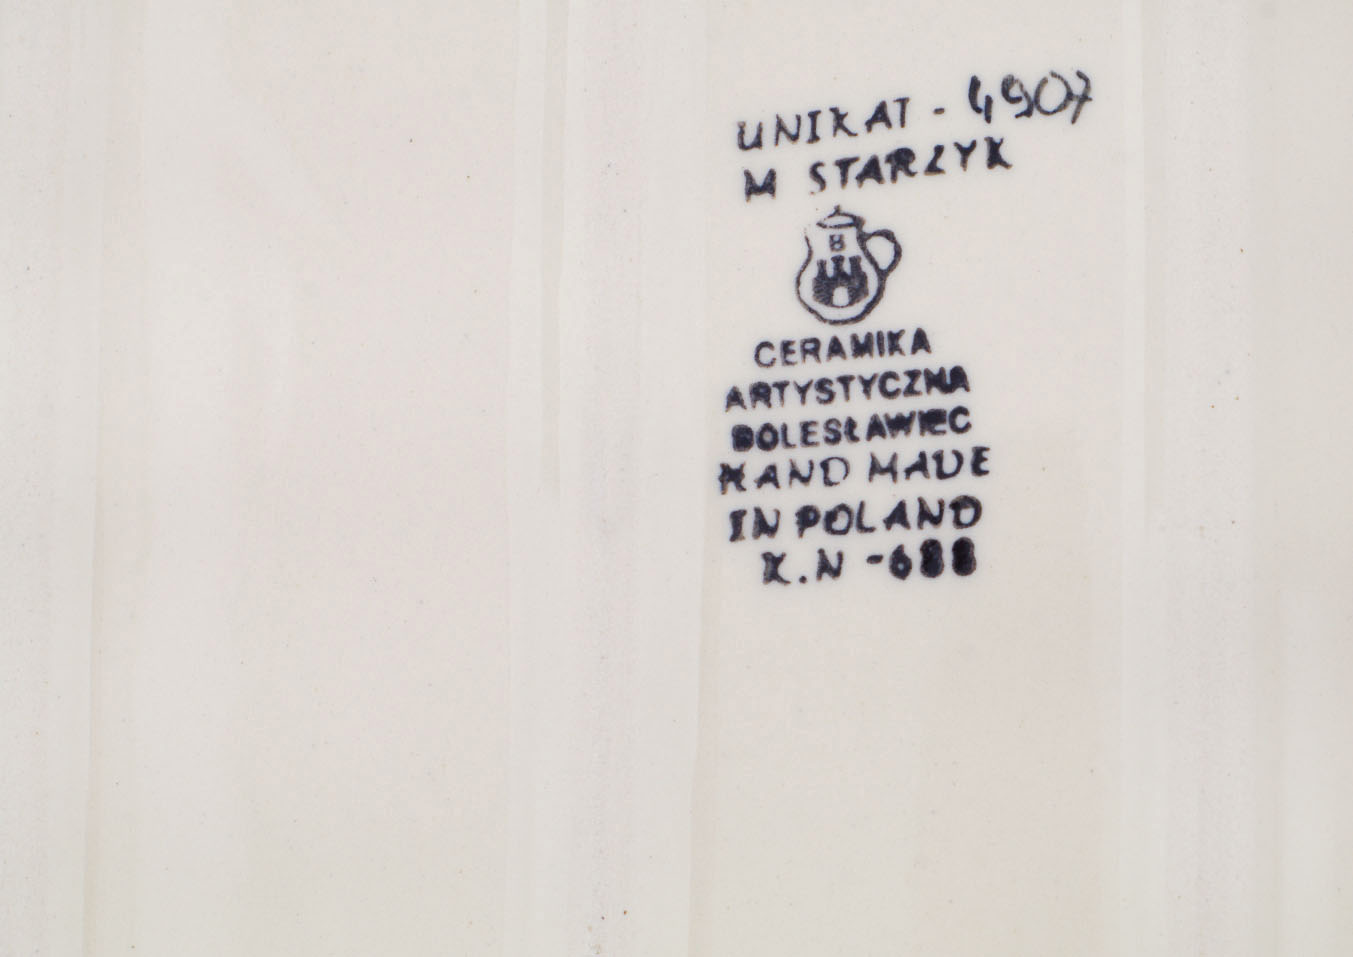 UNIKAT - 4907
M STARZYK
B
CERAMIKA
ARTYSTYCZNA
BOLESŁAWIEC
HAND MADE
IN POLAND
K.N - 688